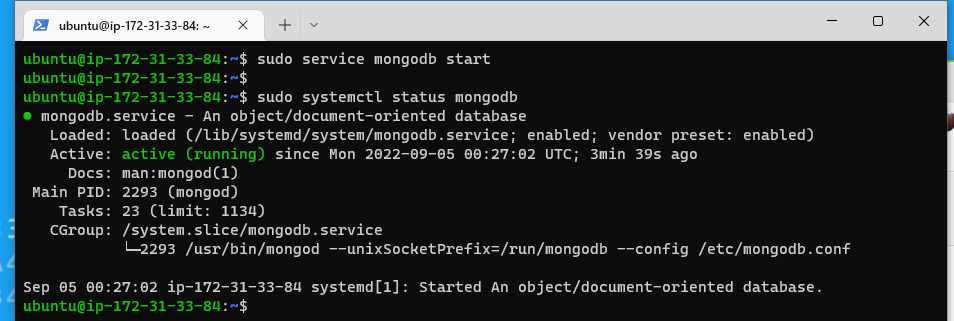 ubuntu@ip-172-31-33-84: ~
ubuntu@ip-172-31-33-84:~$ sudo service mongodb start
ubuntu@ip-172-31-33-84:~$
ubuntu@ip-172-31-33-84:~$ sudo systemctl status mongodb
● mongodb.service - An object/document-oriented database
Loaded: loaded (/lib/systemd/system/mongodb.service; enabled; vendor preset: enabled)
Active: active (running) since Mon 2022-09-05 00:27:02 UTC; 3min 39s ago
Docs: man:mongod(1)
Main PID: 2293 (mongod)
Tasks: 23 (limit: 1134)
CGroup: /system.slice/mongodb.service
└─2293 /usr/bin/mongod --unixSocketPrefix=/run/mongodb --config /etc/mongodb.conf
Sep 05 00:27:02 ip-172-31-33-84 systemd[1]: Started An object/document-oriented database.
ubuntu@ip-172-31-33-84:~$